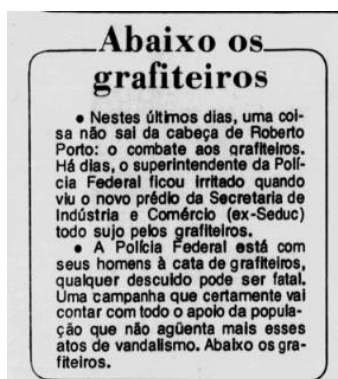 Abaixo os
grafiteiros
● Nestes últimos dias, uma coi-
sa não sai da cabeça de Roberto
Porto: o combate aos grafiteiros.
Há dias, o superintendente da Polí-
cia Federal ficou irritado quando
viu o novo prédio da Secretaria de
Indústria e Comércio (ex-Seduc)
todo sujo pelos grafiteiros.
● A Polícia Federal está com
seus homens à cata de grafiteiros,
qualquer descuido pode ser fatal.
Uma campanha que certamente vai
contar com todo o apoio da popula-
ção que não agüenta mais esses
atos de vandalismo. Abaixo os gra-
fiteiros.